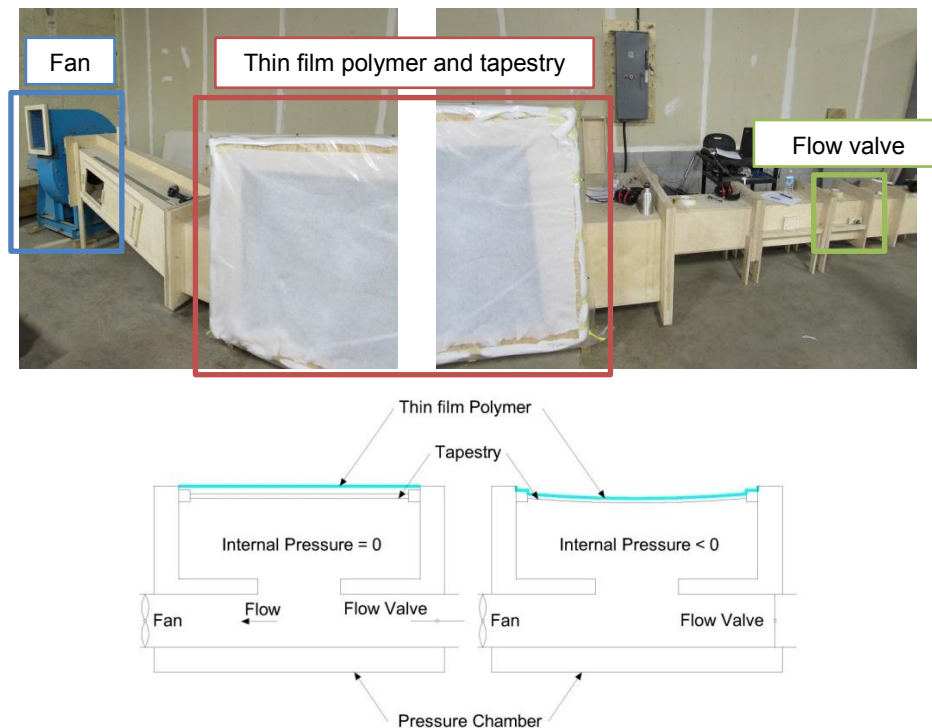 Fan
Thin film polymer and tapestry
Flow valve
Thin film Polymer
Tapestry
Internal Pressure = 0
Internal Pressure < 0
Fan
Flow
Flow Valve
Fan
Flow Valve
Pressure Chamber